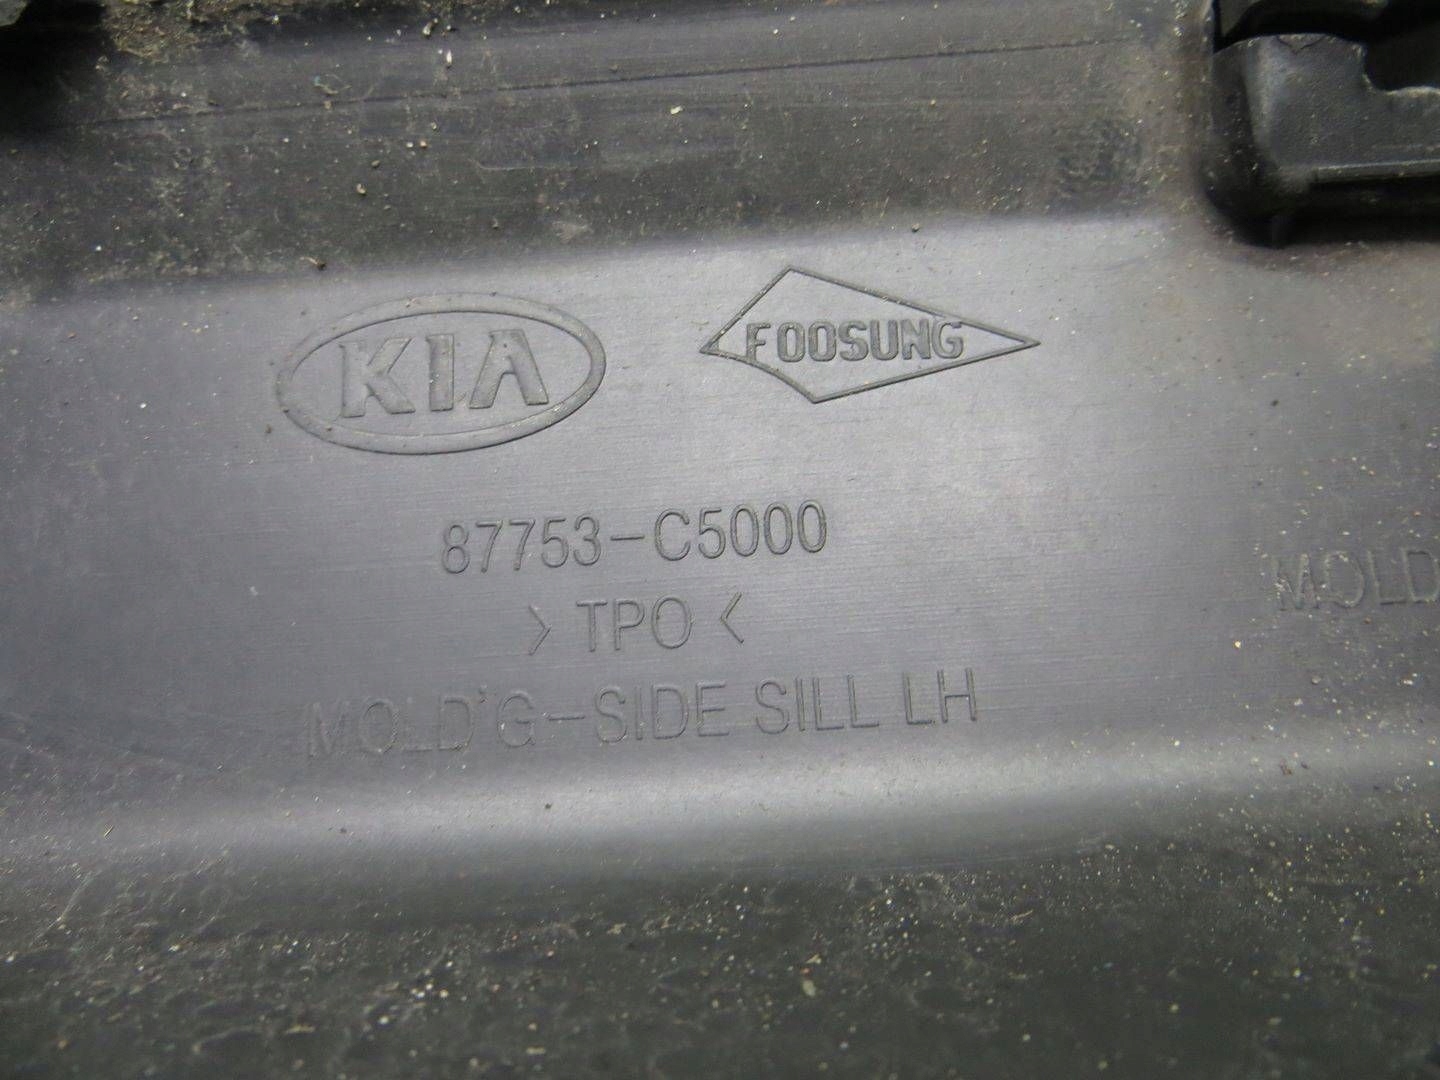 KIA
FOOSUNG
87753-C5000
> TPO <
MOLD'G-SIDE SILL LH
MOLD